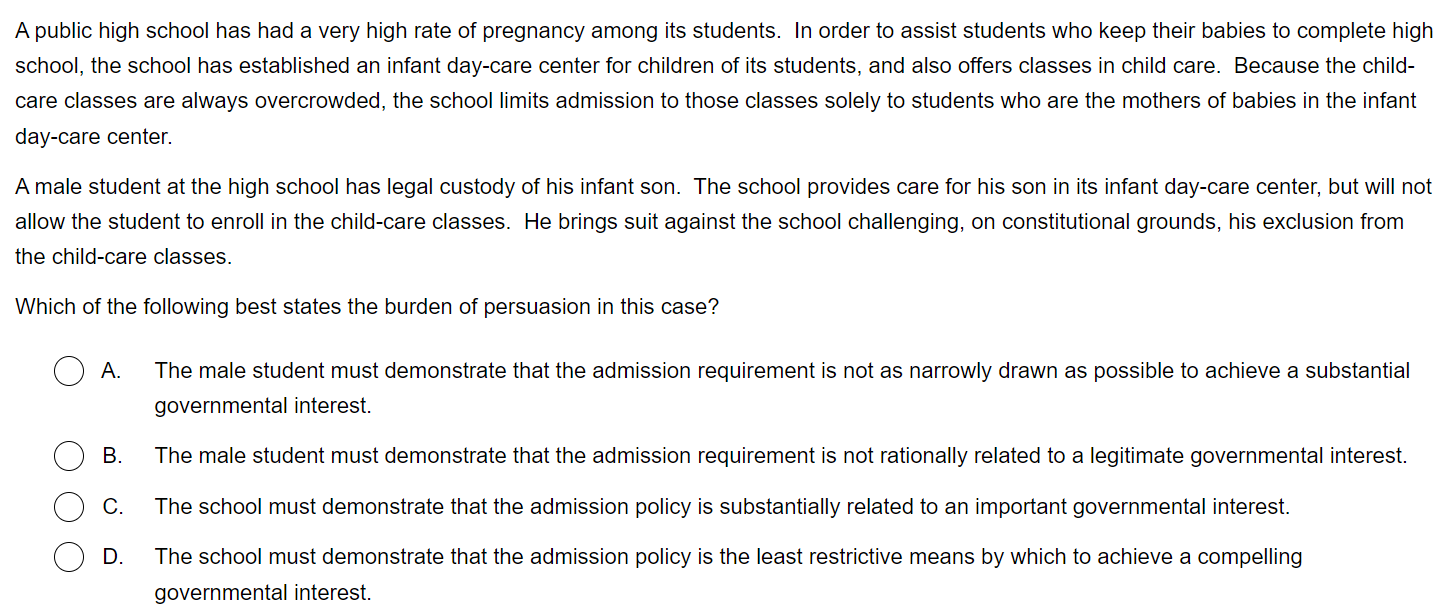 A public high school has had a very high rate of pregnancy among its students.  In order to assist students who keep their babies to complete high
school, the school has established an infant day-care center for children of its students, and also offers classes in child care.  Because the child-
care classes are always overcrowded, the school limits admission to those classes solely to students who are the mothers of babies in the infant
day-care center.
A male student at the high school has legal custody of his infant son.  The school provides care for his son in its infant day-care center, but will not
allow the student to enroll in the child-care classes.  He brings suit against the school challenging, on constitutional grounds, his exclusion from
the child-care classes.
Which of the following best states the burden of persuasion in this case?
A. The male student must demonstrate that the admission requirement is not as narrowly drawn as possible to achieve a substantial
governmental interest.
B. The male student must demonstrate that the admission requirement is not rationally related to a legitimate governmental interest.
C. The school must demonstrate that the admission policy is substantially related to an important governmental interest.
D. The school must demonstrate that the admission policy is the least restrictive means by which to achieve a compelling
governmental interest.